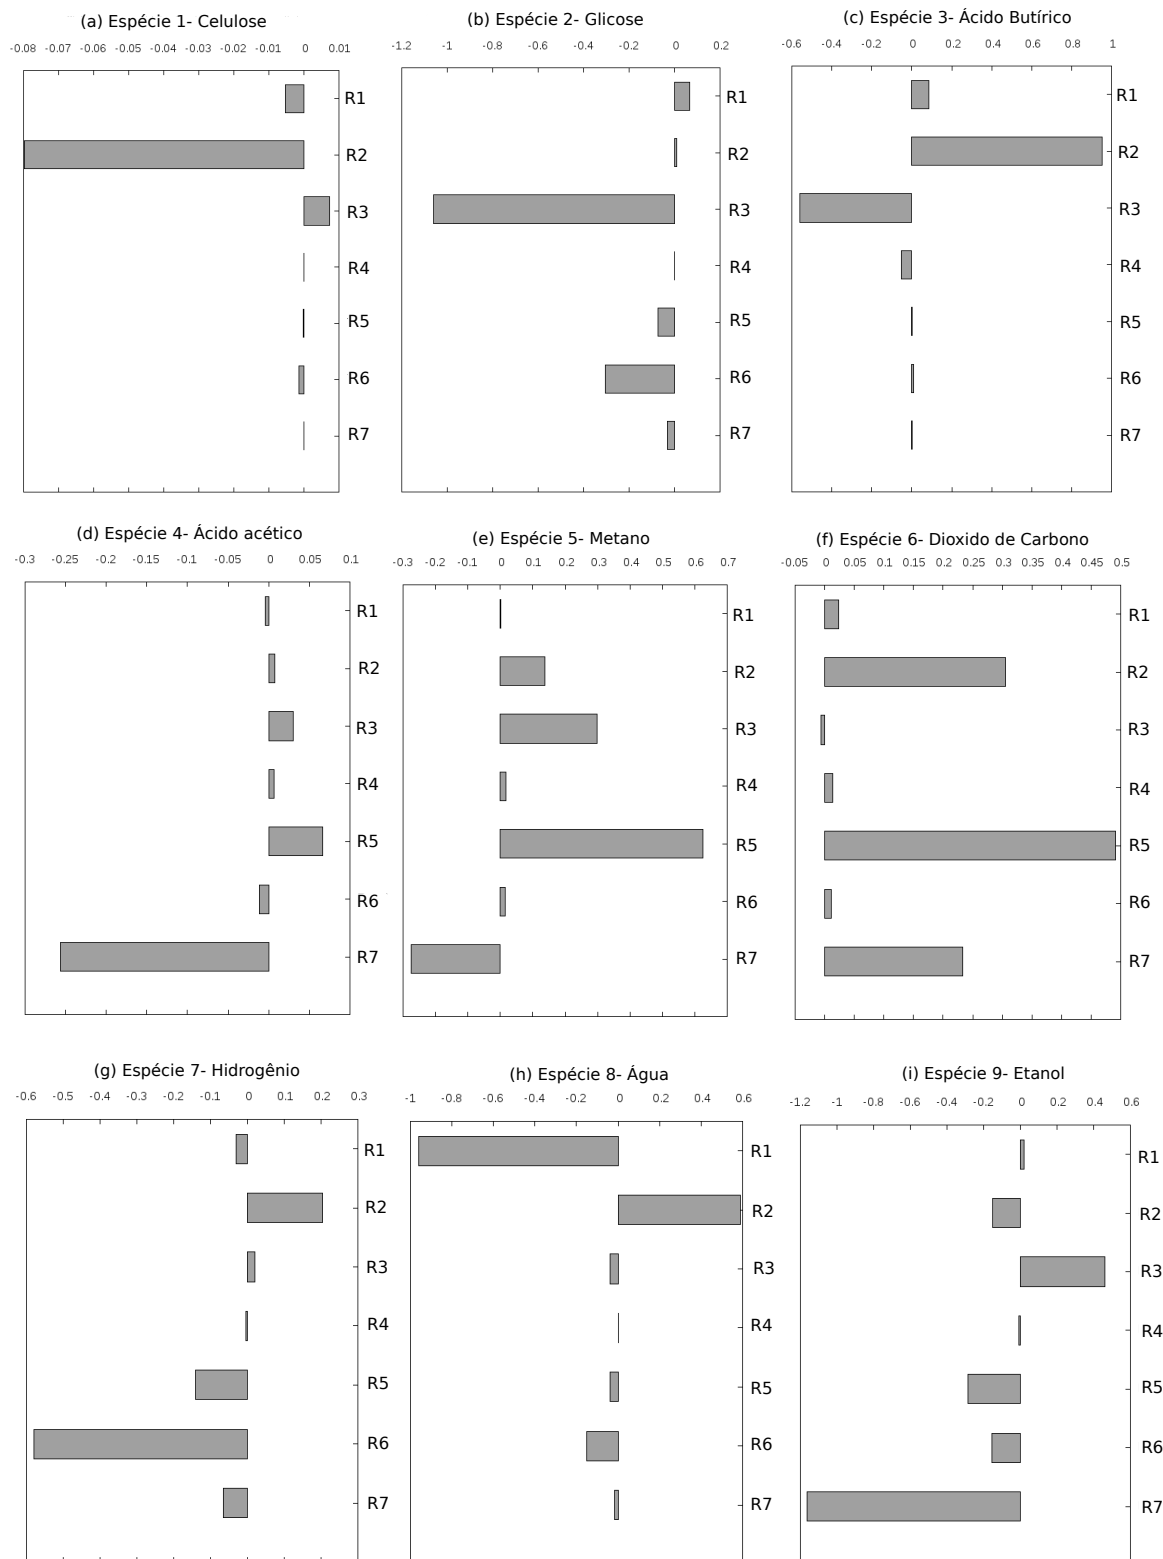 (a) Espécie 1- Celulose
-0.08 -0.07 -0.06 -0.05 -0.04 -0.03 -0.02 -0.01 0 0.01
R1
R2
R3
R4
R5
R6
R7
(b) Espécie 2- Glicose
-1.2 -1 -0.8 -0.6 -0.4 -0.2 0 0.2
R1
R2
R3
R4
R5
R6
R7
(c) Espécie 3- Ácido Butírico
-0.6 -0.4 -0.2 0 0.2 0.4 0.6 0.8 1
R1
R2
R3
R4
R5
R6
R7
(d) Espécie 4- Ácido acético
-0.3 -0.25 -0.2 -0.15 -0.1 -0.05 0 0.05 0.1
R1
R2
R3
R4
R5
R6
R7
(e) Espécie 5- Metano
-0.3 -0.2 -0.1 0 0.1 0.2 0.3 0.4 0.5 0.6 0.7
R1
R2
R3
R4
R5
R6
R7
(f) Espécie 6- Dioxido de Carbono
-0.05 0 0.05 0.1 0.15 0.2 0.25 0.3 0.35 0.4 0.45 0.5
R1
R2
R3
R4
R5
R6
R7
(g) Espécie 7- Hidrogênio
-0.6 -0.5 -0.4 -0.3 -0.2 -0.1 0 0.1 0.2 0.3
R1
R2
R3
R4
R5
R6
R7
(h) Espécie 8- Água
-1 -0.8 -0.6 -0.4 -0.2 0 0.2 0.4 0.6
R1
R2
R3
R4
R5
R6
R7
(i) Espécie 9- Etanol
-1.2 -1 -0.8 -0.6 -0.4 -0.2 0 0.2 0.4 0.6
R1
R2
R3
R4
R5
R6
R7